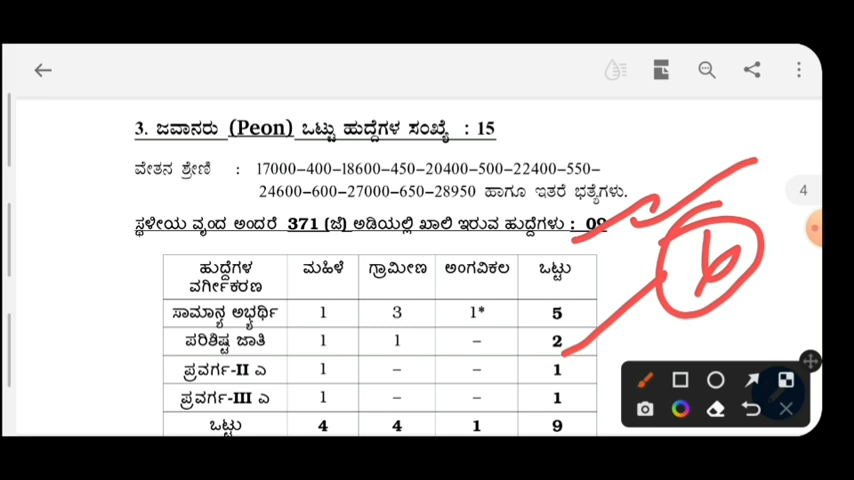 3. ಜವಾನರು (Peon) ಒಟ್ಟು ಹುದ್ದೆಗಳ ಸಂಖ್ಯೆ : 15
ವೇತನ ಶ್ರೇಣಿ : 17000-400-18600-450-20400-500-22400-550-
24600-600-27000-650-28950 ಹಾಗೂ ಇತರೆ ಭತ್ಯೆಗಳು.
4
ಸ್ಥಳೀಯ ವೃಂದ ಅಂದರೆ 371 (ಜೆ) ಅಡಿಯಲ್ಲಿ ಖಾಲಿ ಇರುವ ಹುದ್ದೆಗಳು : 09
ಹುದ್ದೆಗಳ ವರ್ಗೀಕರಣ ಮಹಿಳೆ ಗ್ರಾಮೀಣ ಅಂಗವಿಕಲ ಒಟ್ಟು
ಸಾಮಾನ್ಯ ಅಭ್ಯರ್ಥಿ 1 3 1* 5
ಪರಿಶಿಷ್ಟ ಜಾತಿ 1 1 - 2
ಪ್ರವರ್ಗ-II ಎ 1 - - 1
ಪ್ರವರ್ಗ-III ಎ 1 - - 1
ಒಟ್ಟು 4 4 1 9